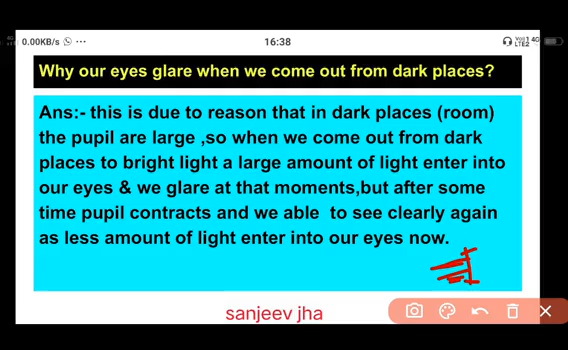 4G 0.00KB/s ... 16:38 Vo1 4G LTE2
Why our eyes glare when we come out from dark places?
Ans:- this is due to reason that in dark places (room)
the pupil are large ,so when we come out from dark
places to bright light a large amount of light enter into
our eyes & we glare at that moments,but after some
time pupil contracts and we able to see clearly again
as less amount of light enter into our eyes now.
sanjeev jha